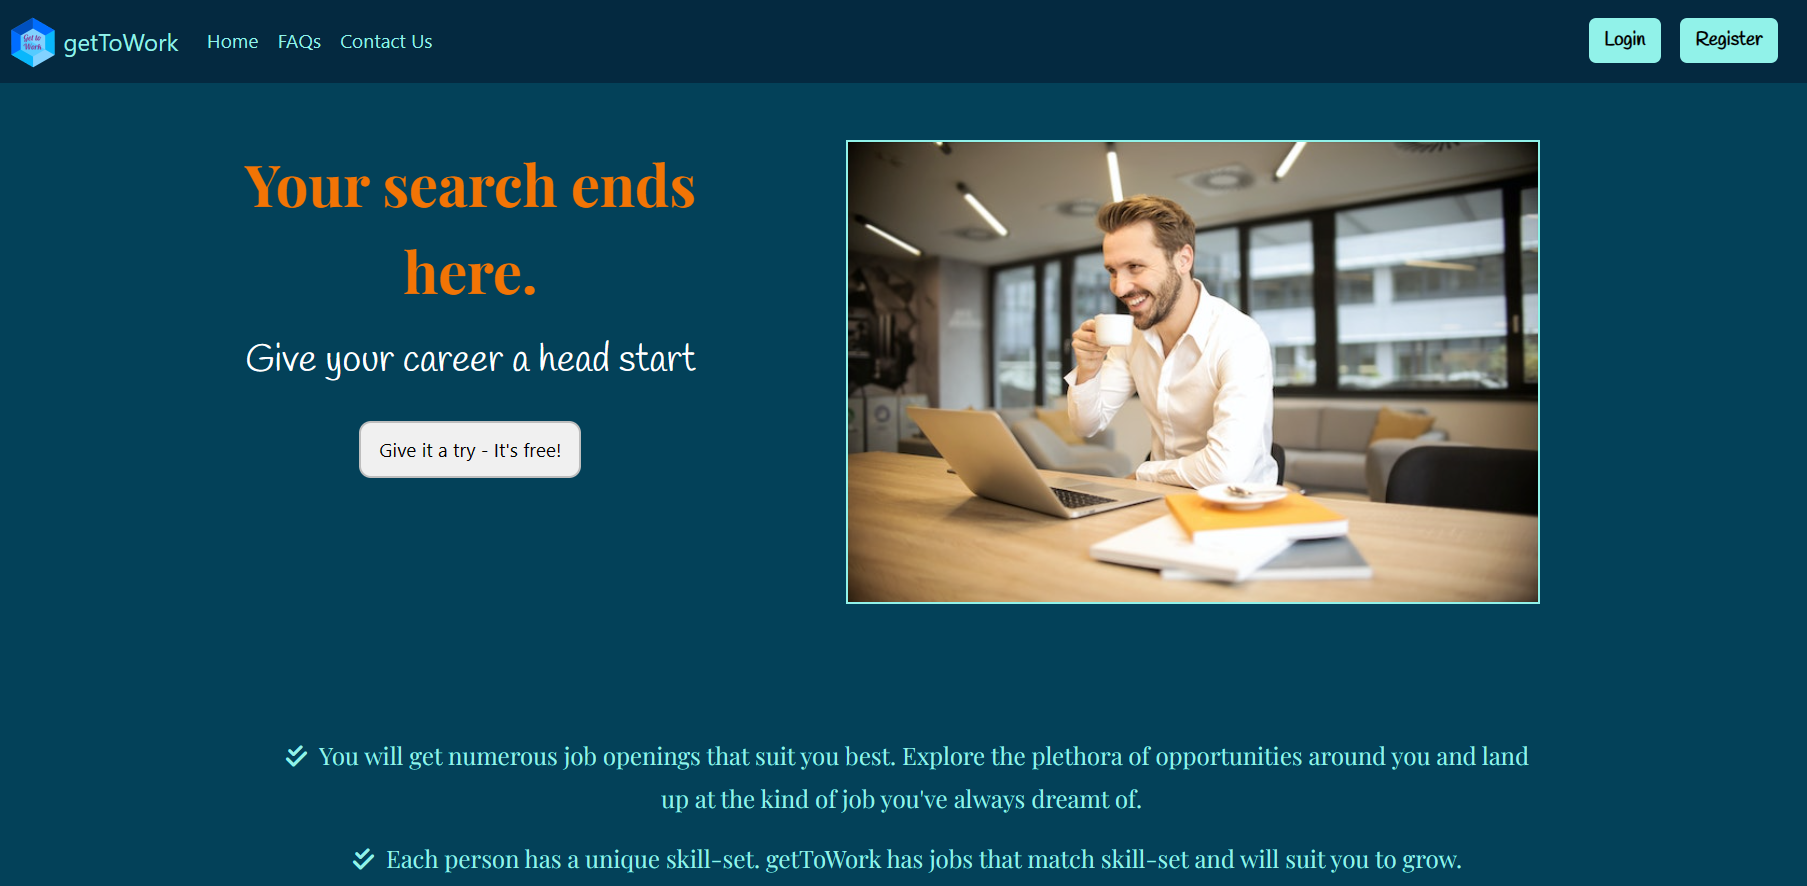 Get to
Work
getToWork
Home
FAQs
Contact Us
Login
Register
Your search ends
here.
Give your career a head start
Give it a try - It's free!
You will get numerous job openings that suit you best. Explore the plethora of opportunities around you and land
up at the kind of job you've always dreamt of.
Each person has a unique skill-set. getToWork has jobs that match skill-set and will suit you to grow.